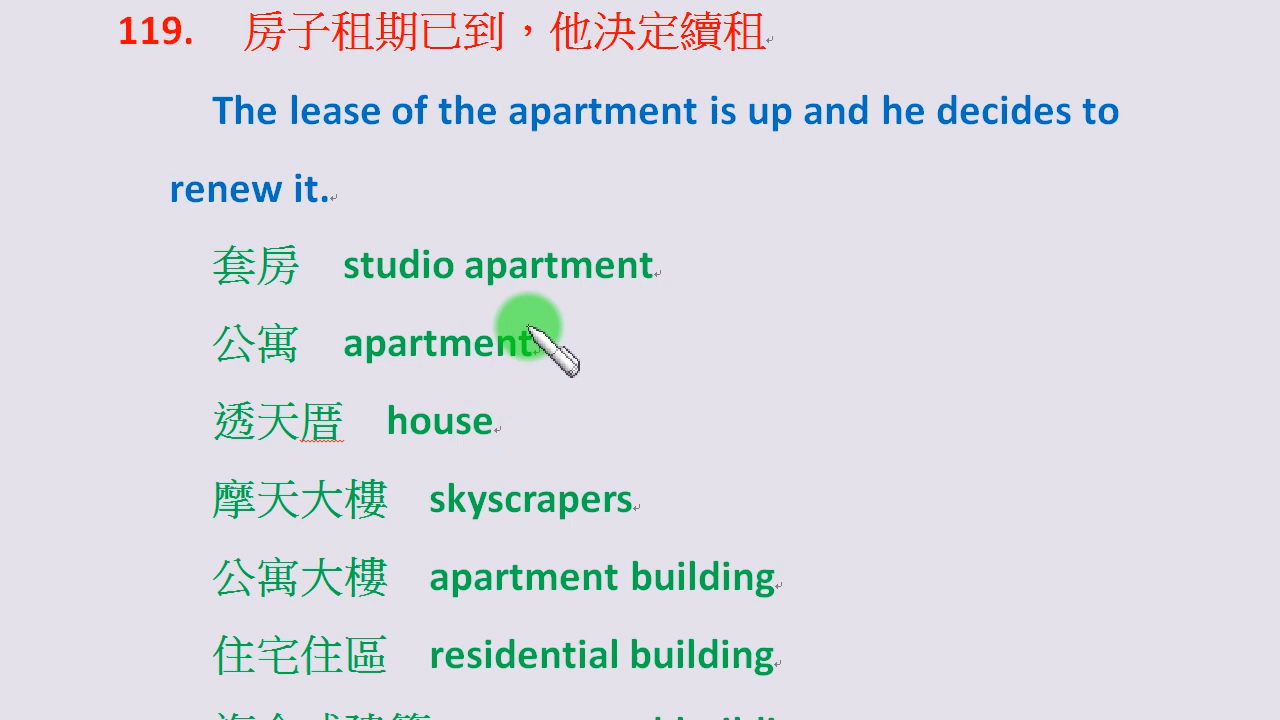 119. 房子租期已到，他決定續租
The lease of the apartment is up and he decides to
renew it.
套房 studio apartment
公寓 apartment
透天厝 house
摩天大樓 skyscrapers
公寓大樓 apartment building
住宅住區 residential building